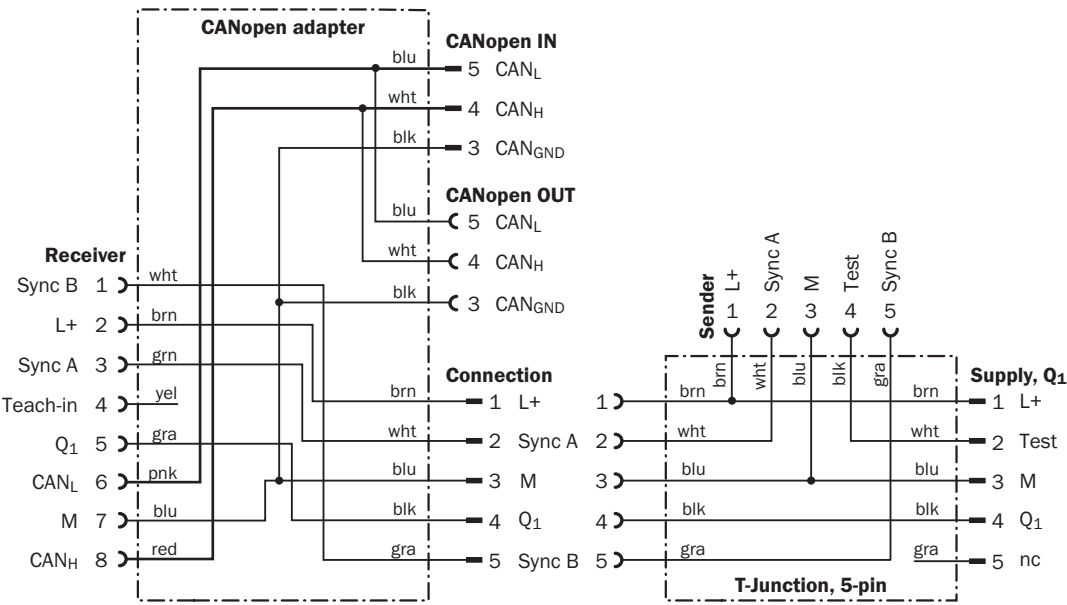 CANopen adapter
CANopen IN
blu 5 CANL
wht 4 CANH
blk 3 CANGND
CANopen OUT
blu 5 CANL
wht 4 CANH
blk 3 CANGND
Receiver
Sync B 1 wht
L+ 2 brn
Sync A 3 grn
Teach-in 4 yel
Q1 5 gra
CANL 6 pnk
M 7 blu
CANH 8 red
Connection
brn 1 L+
wht 2 Sync A
blu 3 M
blk 4 Q1
gra 5 Sync B
Sender
L+ 1 brn
Sync A 2 wht
M 3 blu
Test 4 blk
Sync B 5 gra
1 brn
2 wht
3 blu
4 blk
5 gra
Supply, Q1
brn 1 L+
wht 2 Test
blu 3 M
blk 4 Q1
gra 5 nc
T-Junction, 5-pin